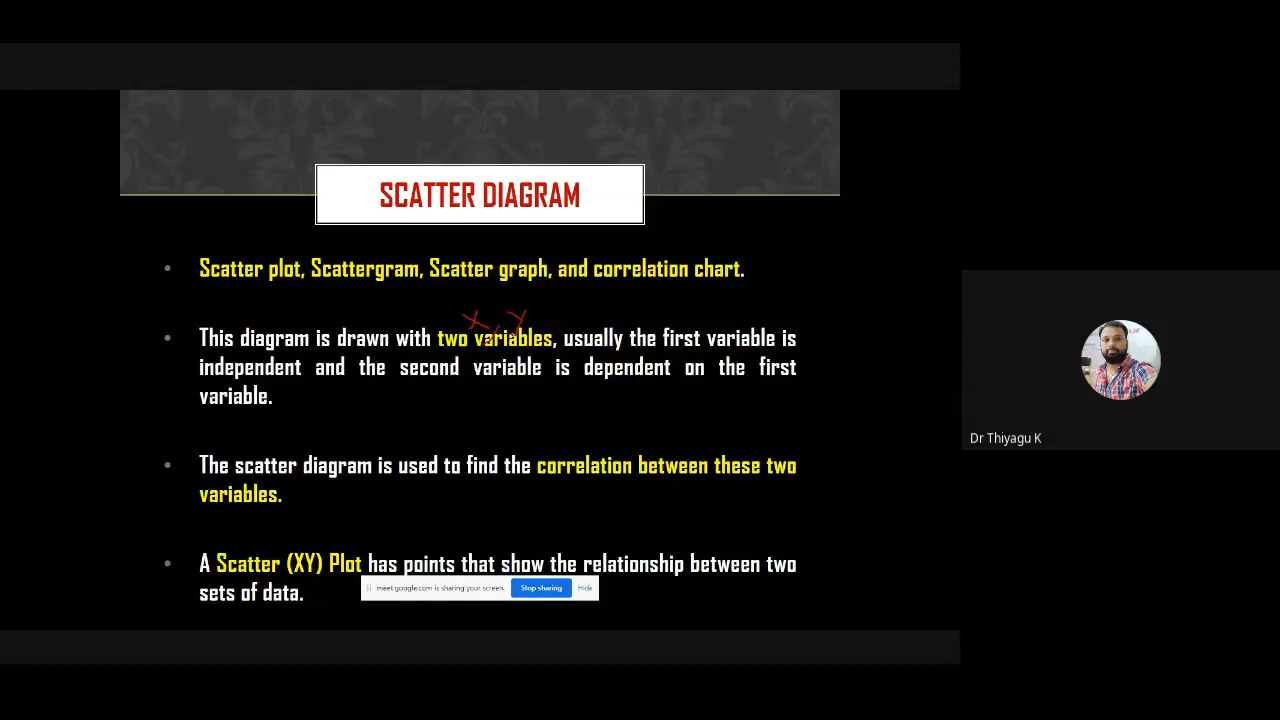 SCATTER DIAGRAM
• Scatter plot, Scattergram, Scatter graph, and correlation chart.
x, y
• This diagram is drawn with two variables, usually the first variable is
independent and the second variable is dependent on the first
variable.
• The scatter diagram is used to find the correlation between these two
variables.
• A Scatter (XY) Plot has points that show the relationship between two
sets of data.
meet.google.com is sharing your screen. Stop sharing Hide
Dr Thiyagu K